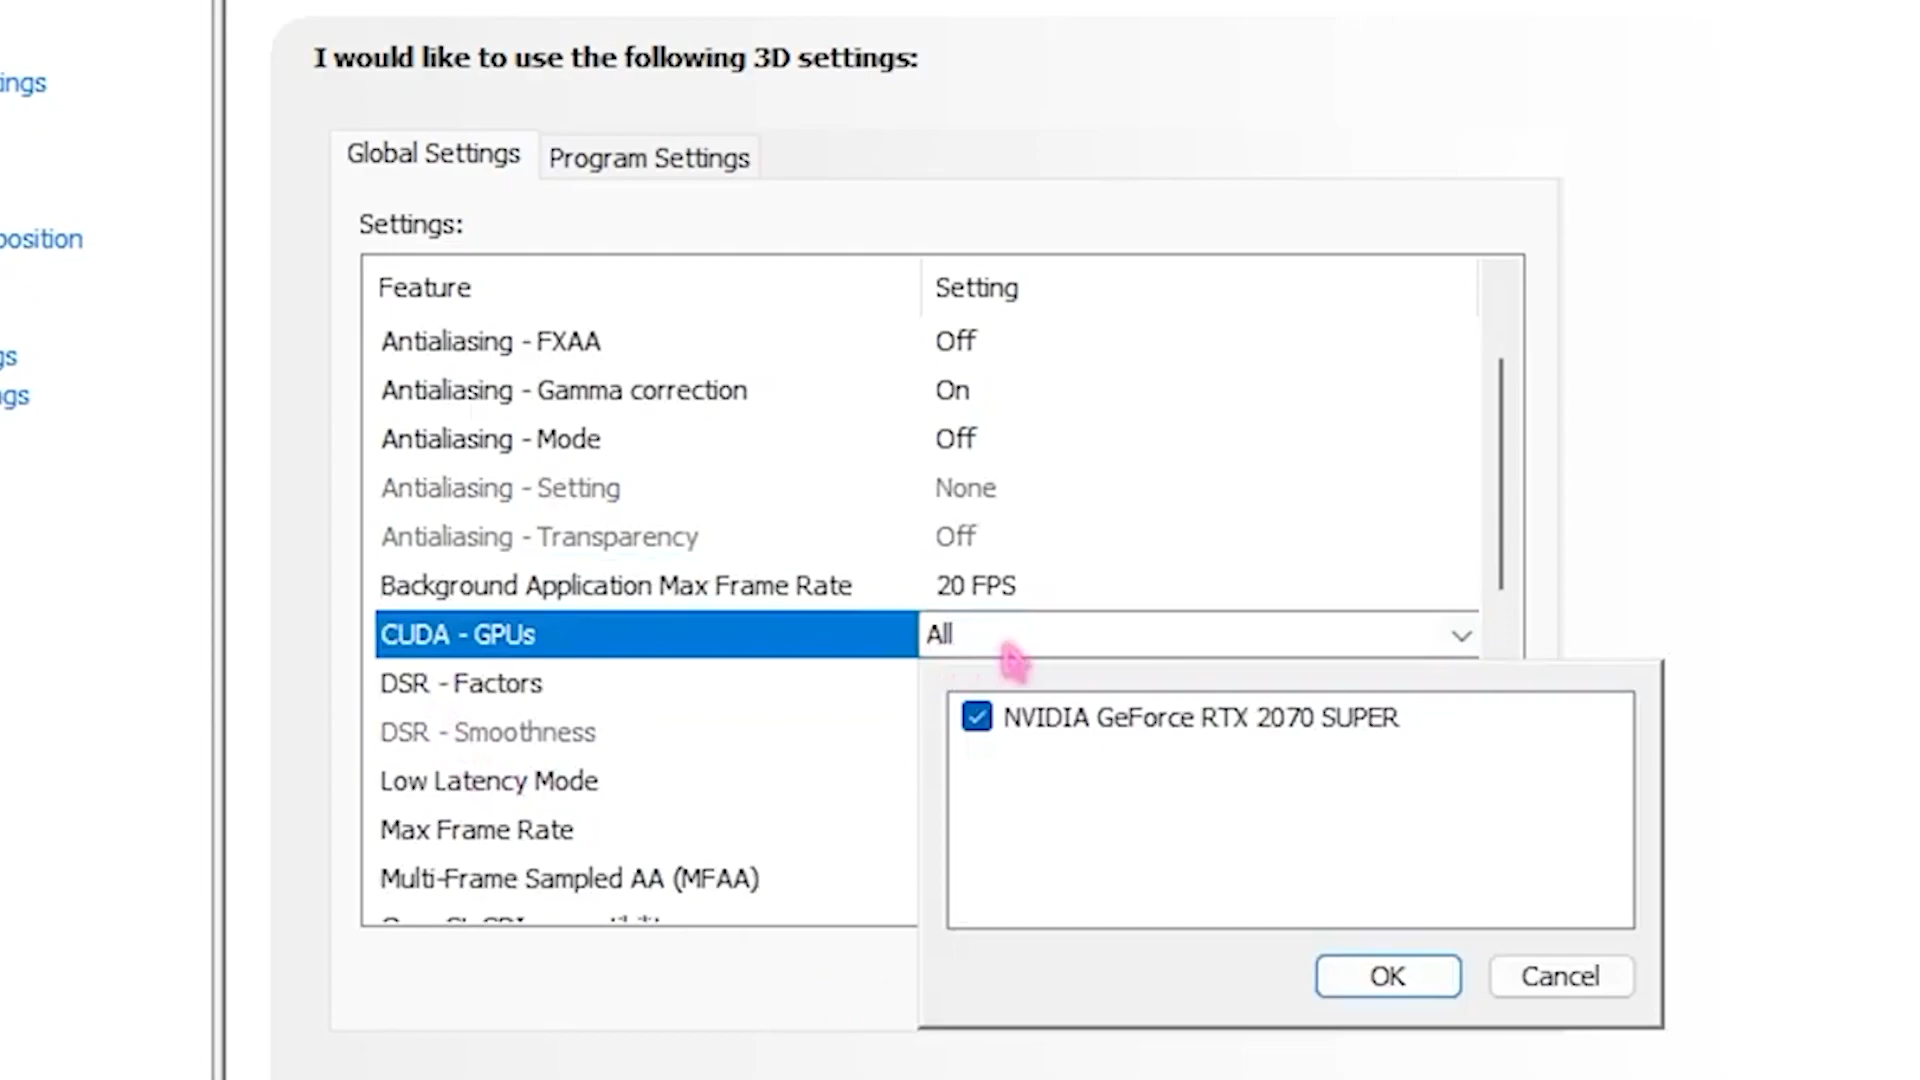 I would like to use the following 3D settings:
ings
Global Settings
Program Settings
Settings:
position
Feature Setting
Antialiasing - FXAA Off
gs
Antialiasing - Gamma correction On
ngs
Antialiasing - Mode Off
Antialiasing - Setting None
Antialiasing - Transparency Off
Background Application Max Frame Rate 20 FPS
CUDA - GPUs All
DSR - Factors
NVIDIA GeForce RTX 2070 SUPER
DSR - Smoothness
Low Latency Mode
Max Frame Rate
Multi-Frame Sampled AA (MFAA)
OK Cancel